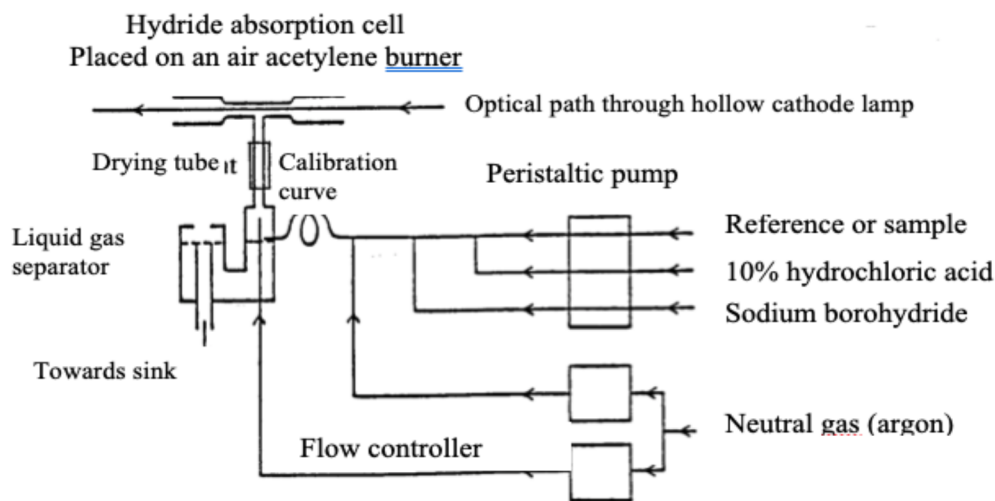 Hydride absorption cell
Placed on an air acetylene burner
Optical path through hollow cathode lamp
Drying tube it
Calibration
curve
Peristaltic pump
Liquid gas
separator
Reference or sample
10% hydrochloric acid
Sodium borohydride
Towards sink
Neutral gas (argon)
Flow controller